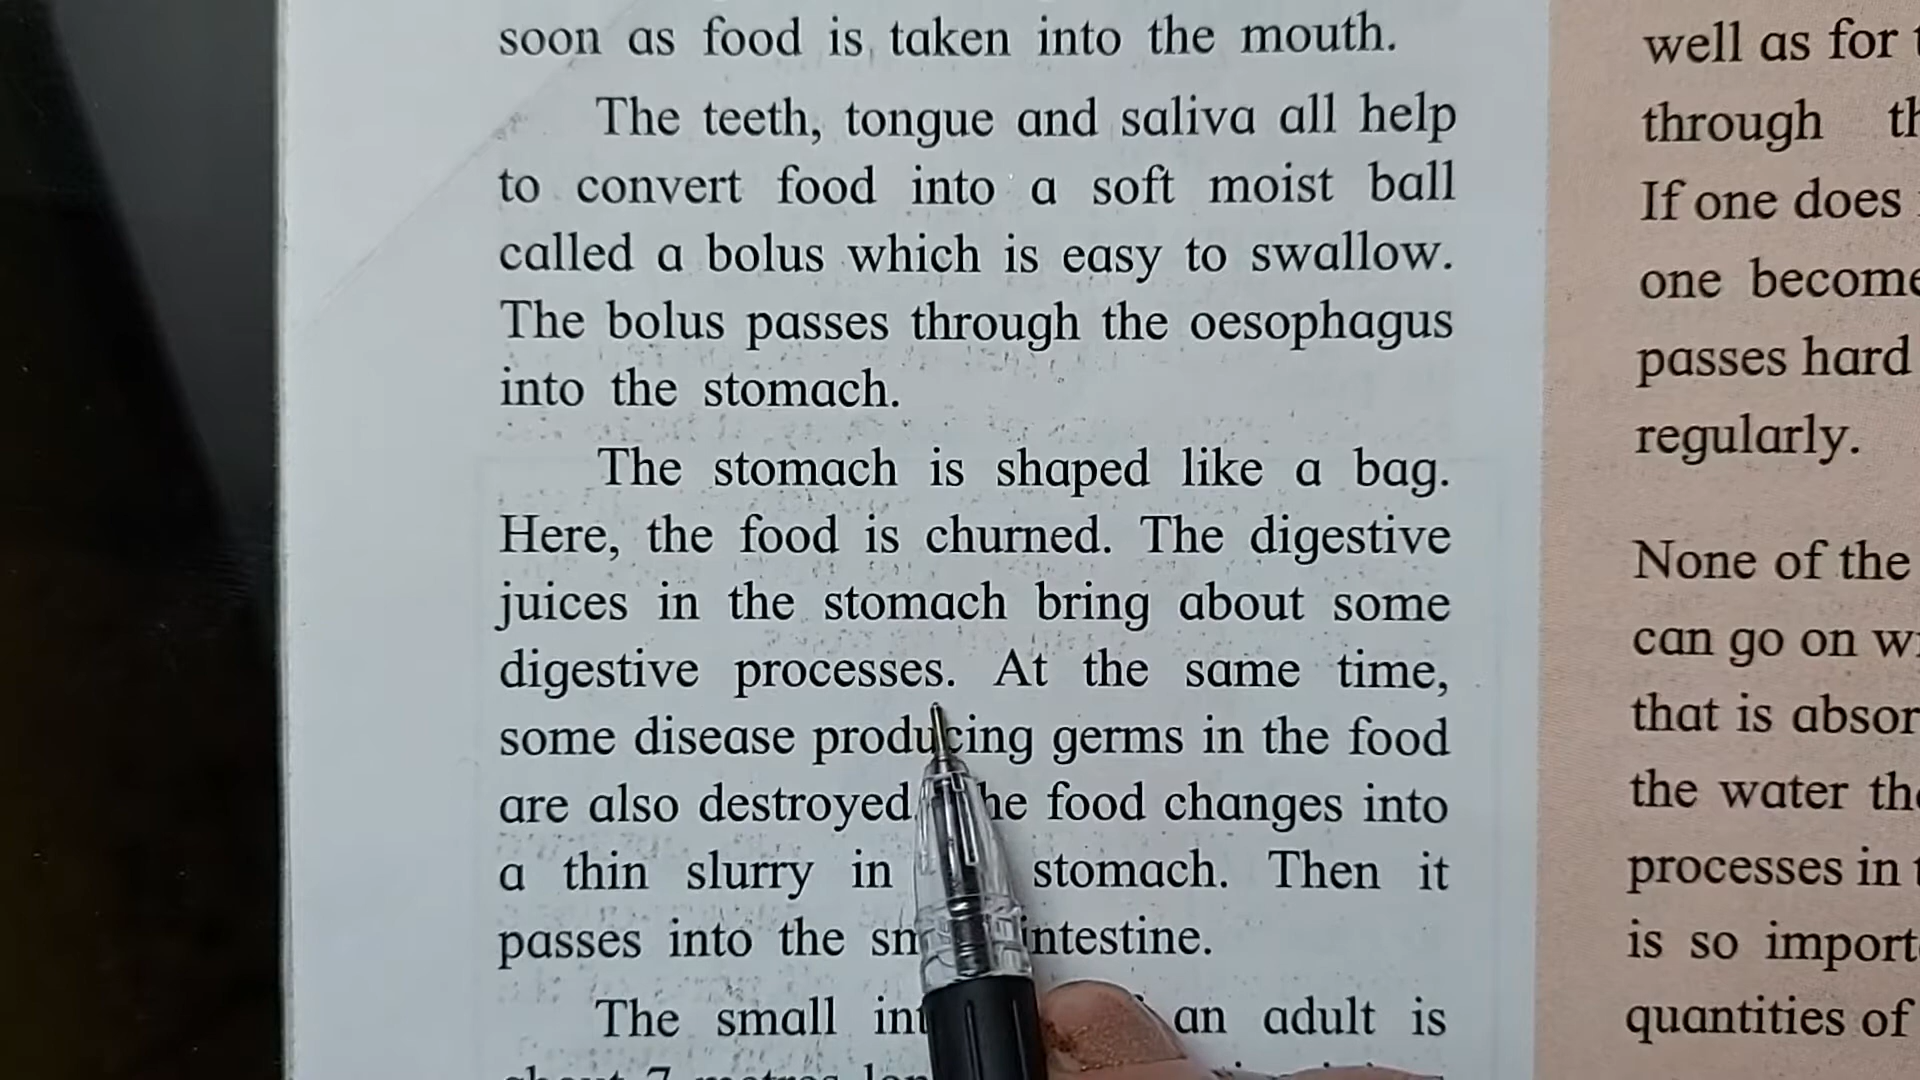 soon as food is taken into the mouth.
The teeth, tongue and saliva all help
to convert food into a soft moist ball
called a bolus which is easy to swallow.
The bolus passes through the oesophagus
into the stomach.
The stomach is shaped like a bag.
Here, the food is churned. The digestive
juices in the stomach bring about some
digestive processes. At the same time,
some disease producing germs in the food
are also destroyed he food changes into
a thin slurry in stomach. Then it
passes into the intestine.
The small an adult is
7 metres
well as for
through
If one does
one
passes hard
regularly.
None of the
can go on
that is
the water
processes in
is so
quantities of